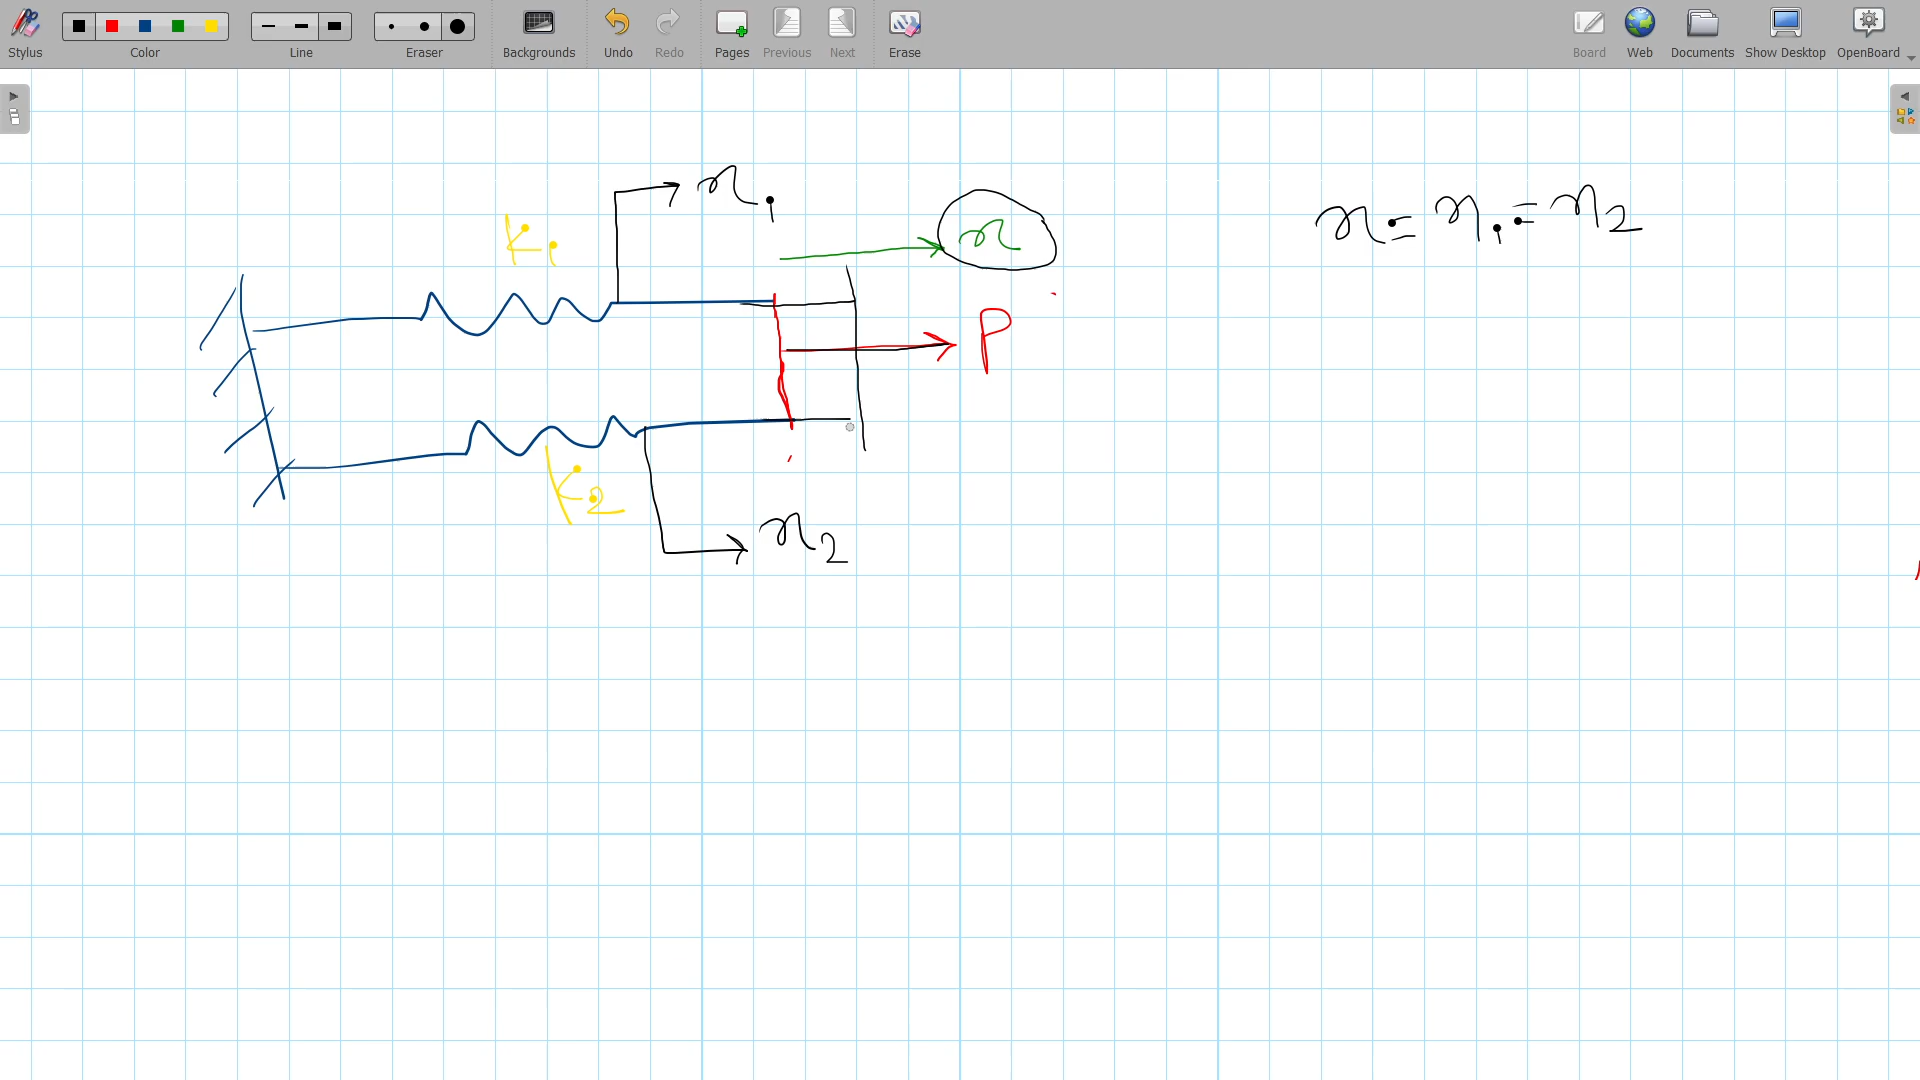 Stylus Color Line Eraser Backgrounds Undo Redo Pages Previous Next Erase Board Web Documents Show Desktop OpenBoard
x1
K1
x
x = x1 = x2
P
K2
x2